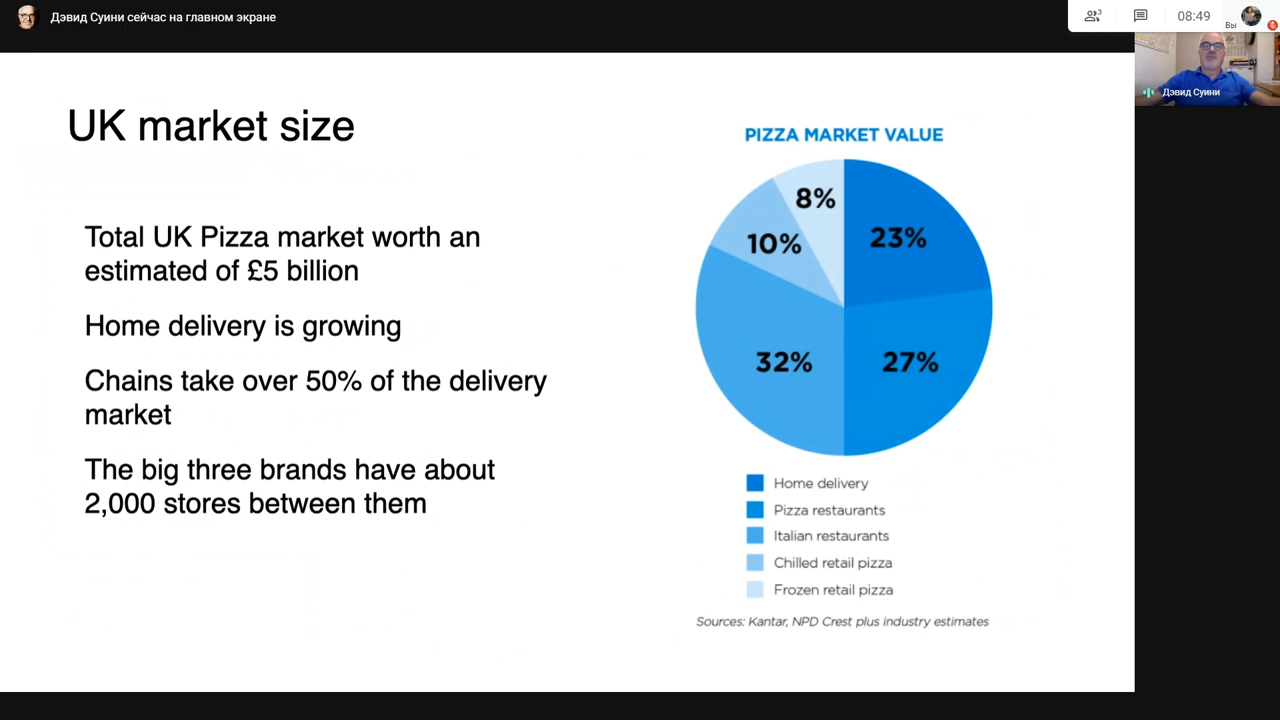 Дэвид Суини сейчас на главном экране
3
08:49
Вы
Дэвид Суини
UK market size
Total UK Pizza market worth an
estimated of £5 billion
Home delivery is growing
Chains take over 50% of the delivery
market
The big three brands have about
2,000 stores between them
PIZZA MARKET VALUE
8%
23%
10%
32%
27%
Home delivery
Pizza restaurants
Italian restaurants
Chilled retail pizza
Frozen retail pizza
Sources: Kantar, NPD Crest plus industry estimates